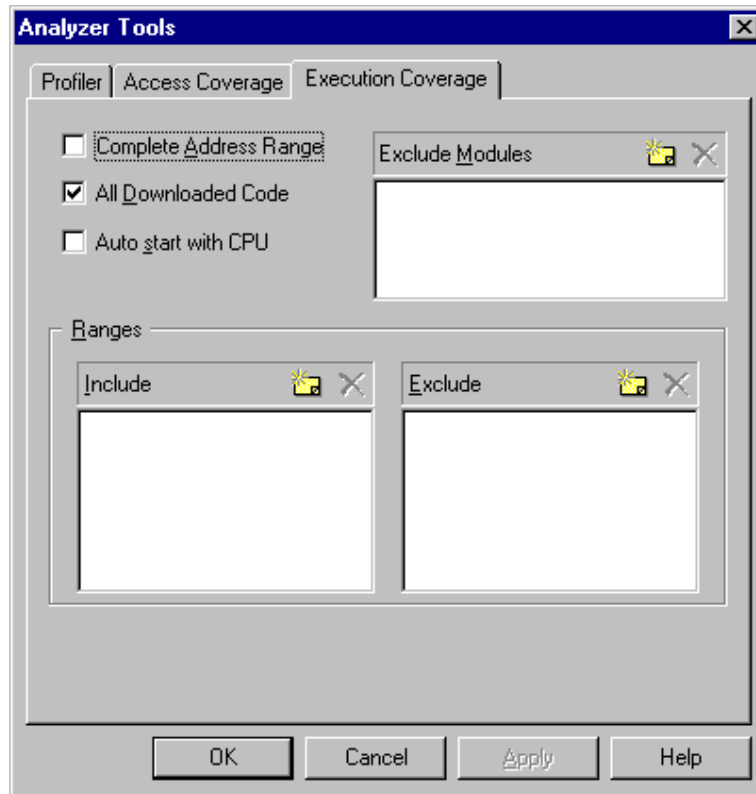 Analyzer Tools
Profiler
Access Coverage
Execution Coverage
Complete Address Range
All Downloaded Code
Auto start with CPU
Exclude Modules
Ranges
Include
Exclude
OK
Cancel
Apply
Help